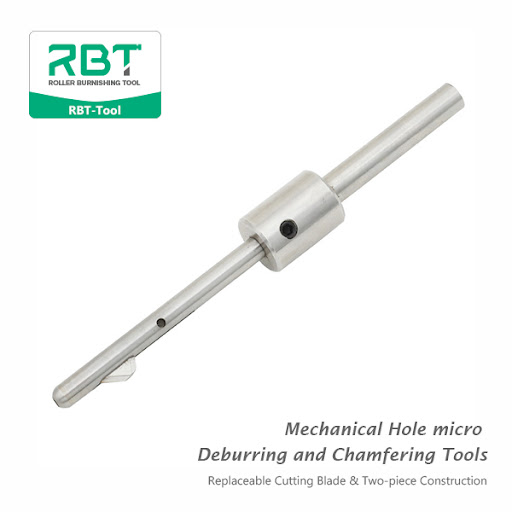 RBT
ROLLER BURNISHING TOOL
RBT-Tool
Mechanical Hole micro
Deburring and Chamfering Tools
Replaceable Cutting Blade & Two-piece Construction